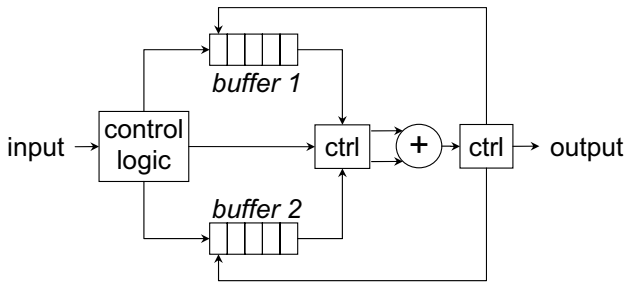 buffer 1
input
control
logic
ctrl
+
ctrl
output
buffer 2